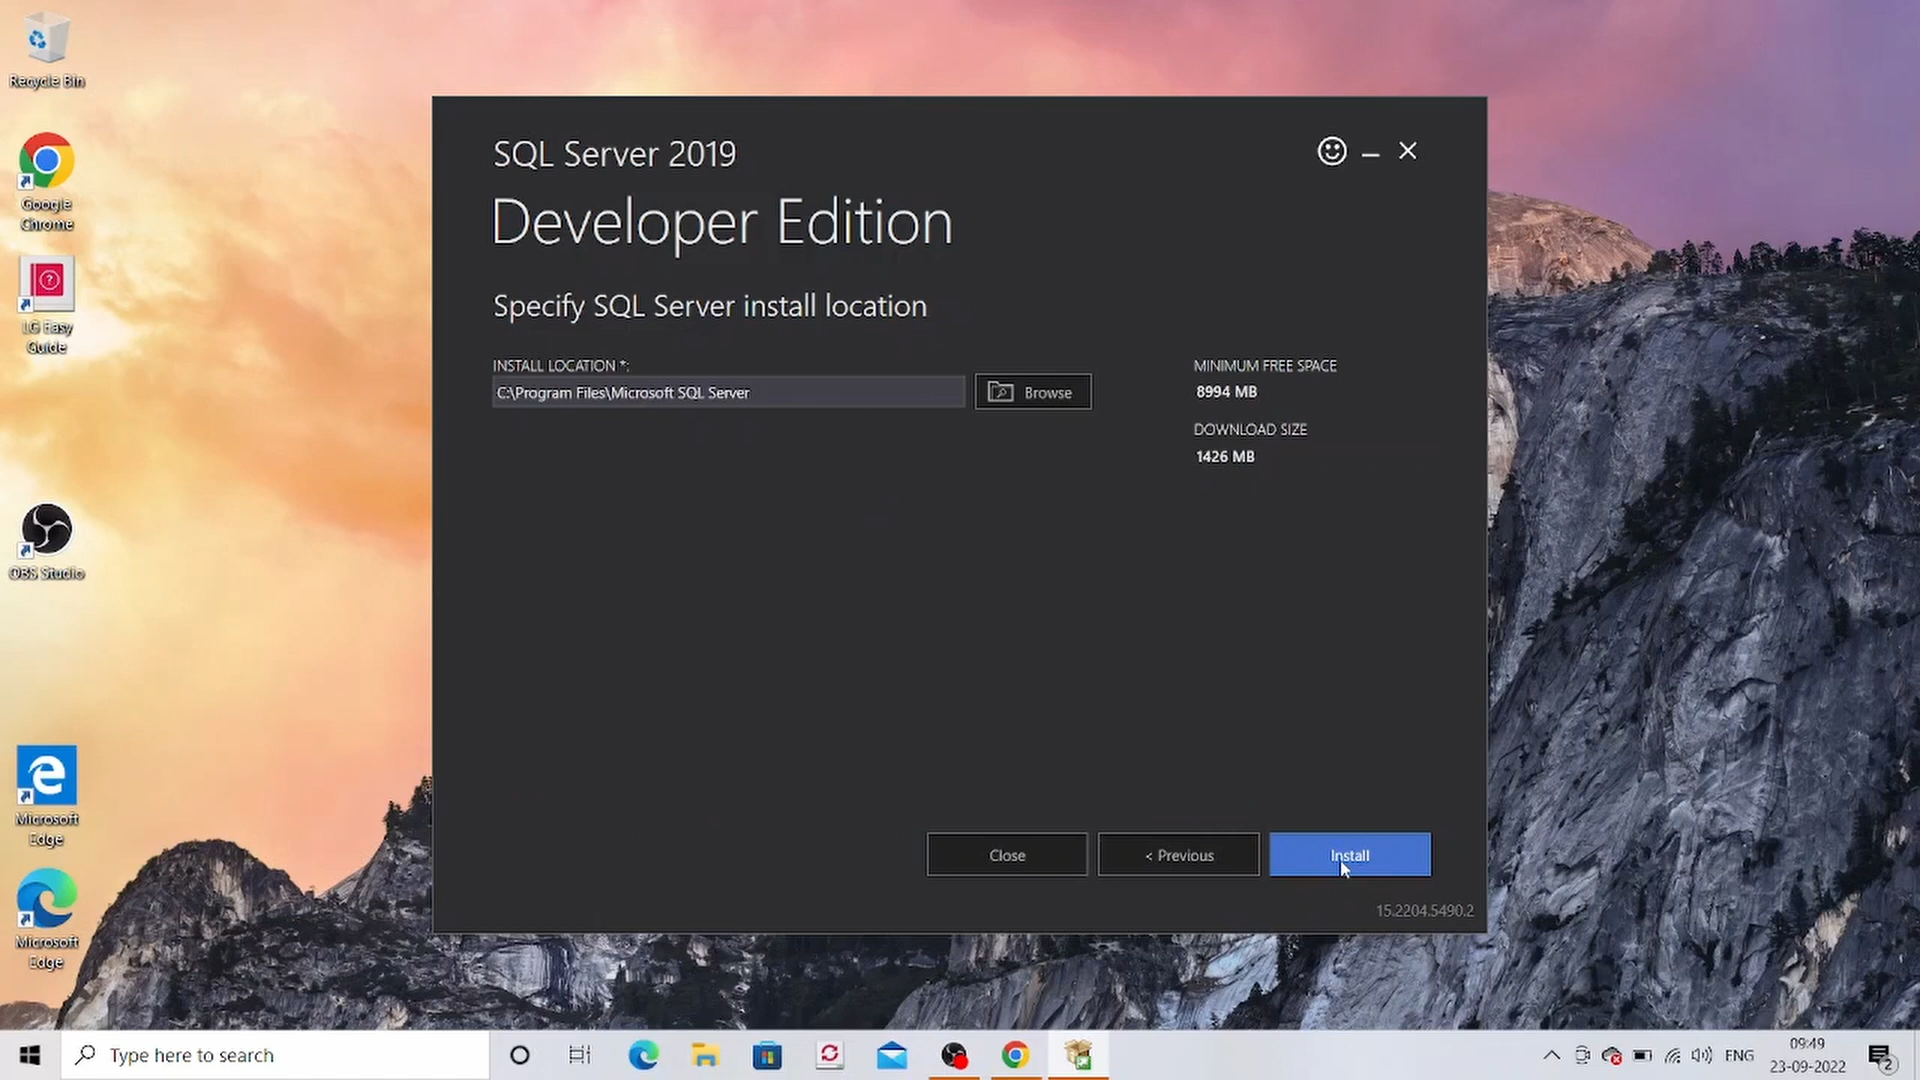 Recycle Bin
Google
Chrome
LG Easy
Guide
OBS Studio
Microsoft
Edge
Microsoft
Edge
SQL Server 2019
Developer Edition
Specify SQL Server install location
INSTALL LOCATION *:
C:\Program Files\Microsoft SQL Server
Browse
MINIMUM FREE SPACE
8994 MB
DOWNLOAD SIZE
1426 MB
Close
< Previous
Install
15.2204.5490.2
Type here to search
ENG
09:49
23-09-2022
2